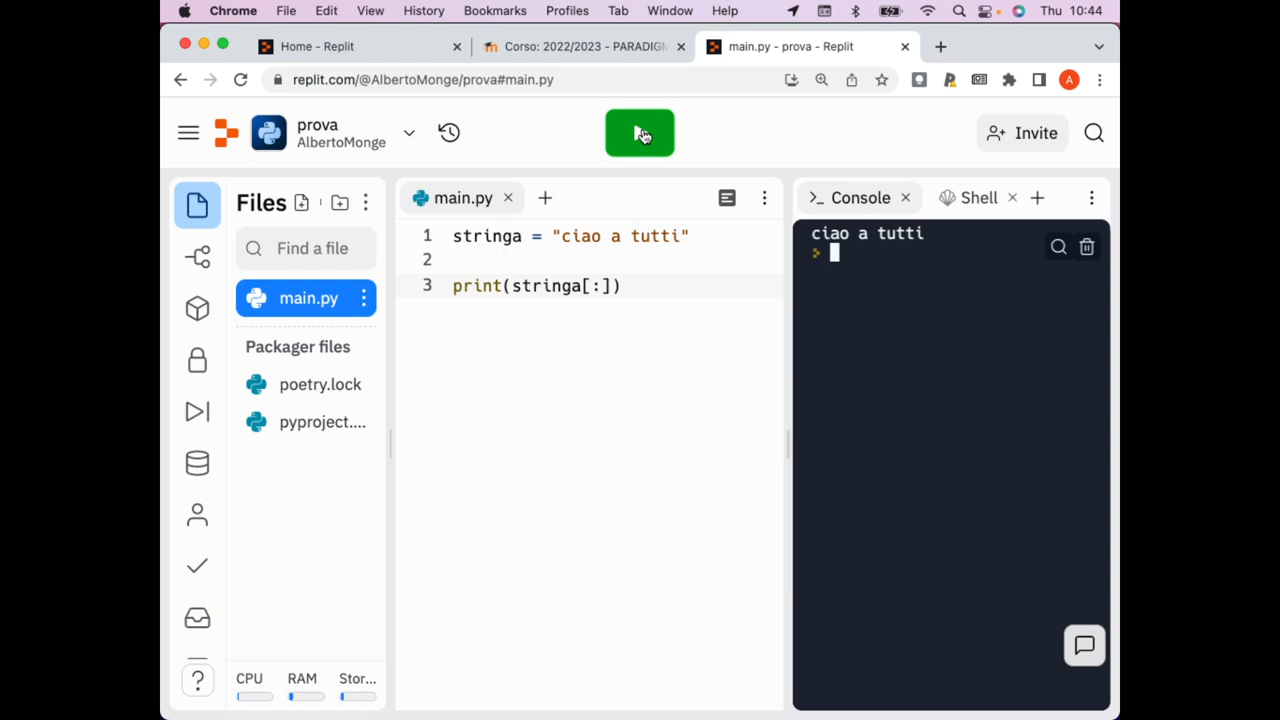 Chrome File Edit View History Bookmarks Profiles Tab Window Help Thu 10:44
Home - Replit Corso: 2022/2023 - PARADIGM main.py - prova - Replit
replit.com/@AlbertoMonge/prova#main.py A
prova
AlbertoMonge
Invite
Files
main.py
Console
Shell
Find a file
main.py
Packager files
poetry.lock
pyproject....
CPU RAM Stor...
?
1 stringa = "ciao a tutti"
2
3 print(stringa[:])
ciao a tutti
>